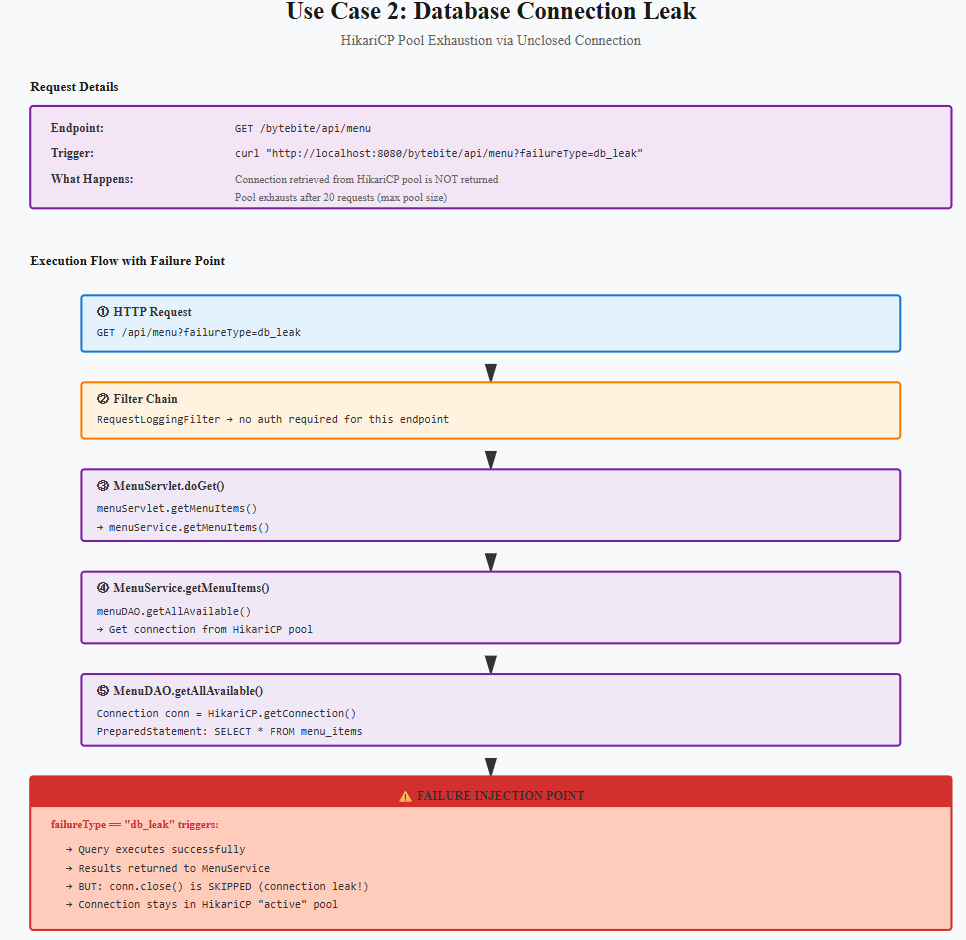 Use Case 2: Database Connection Leak
HikariCP Pool Exhaustion via Unclosed Connection
Request Details
Endpoint: GET /bytebite/api/menu
Trigger: curl "http://localhost:8080/bytebite/api/menu?failureType=db_leak"
What Happens: Connection retrieved from HikariCP pool is NOT returned
Pool exhausts after 20 requests (max pool size)
Execution Flow with Failure Point
① HTTP Request
GET /api/menu?failureType=db_leak
② Filter Chain
RequestLoggingFilter → no auth required for this endpoint
③ MenuServlet.doGet()
menuServlet.getMenuItems()
→ menuService.getMenuItems()
④ MenuService.getMenuItems()
menuDAO.getAllAvailable()
→ Get connection from HikariCP pool
⑤ MenuDAO.getAllAvailable()
Connection conn = HikariCP.getConnection()
PreparedStatement: SELECT * FROM menu_items
⚠ FAILURE INJECTION POINT
failureType == "db_leak" triggers:
→ Query executes successfully
→ Results returned to MenuService
→ BUT: conn.close() is SKIPPED (connection leak!)
→ Connection stays in HikariCP "active" pool